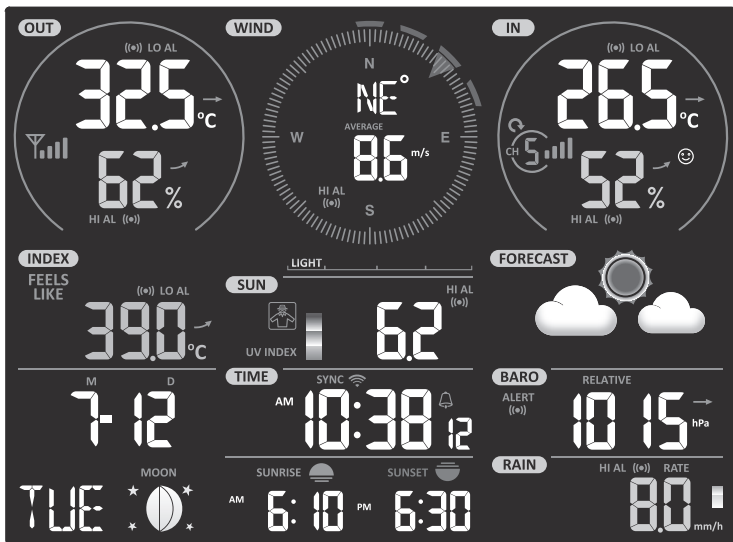 OUT
((•)) LO AL
32.5 °C
62 %
HI AL ((•))
WIND
N
NE°
AVERAGE
W
E
8.6 m/s
HI AL
((•))
S
IN
((•)) LO AL
26.5 °C
CH 5
52 %
HI AL ((•))
INDEX
FEELS
LIKE
((•)) LO AL
39.0 °C
LIGHT
SUN
HI AL
((•))
UV INDEX
6.2
FORECAST
M D
7-12
TUE
MOON
TIME
SYNC
AM 10:38 12
SUNRISE SUNSET
AM 6:10 PM 6:30
BARO
RELATIVE
ALERT
((•))
1015 hPa
RAIN
HI AL ((•)) RATE
8.0 mm/h